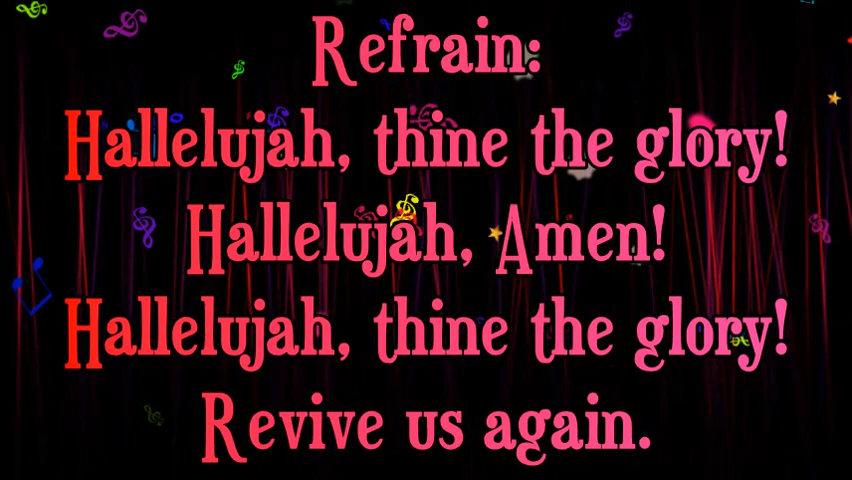 Refrain:
Hallelujah, thine the glory!
Hallelujah, Amen!
Hallelujah, thine the glory!
Revive us again.